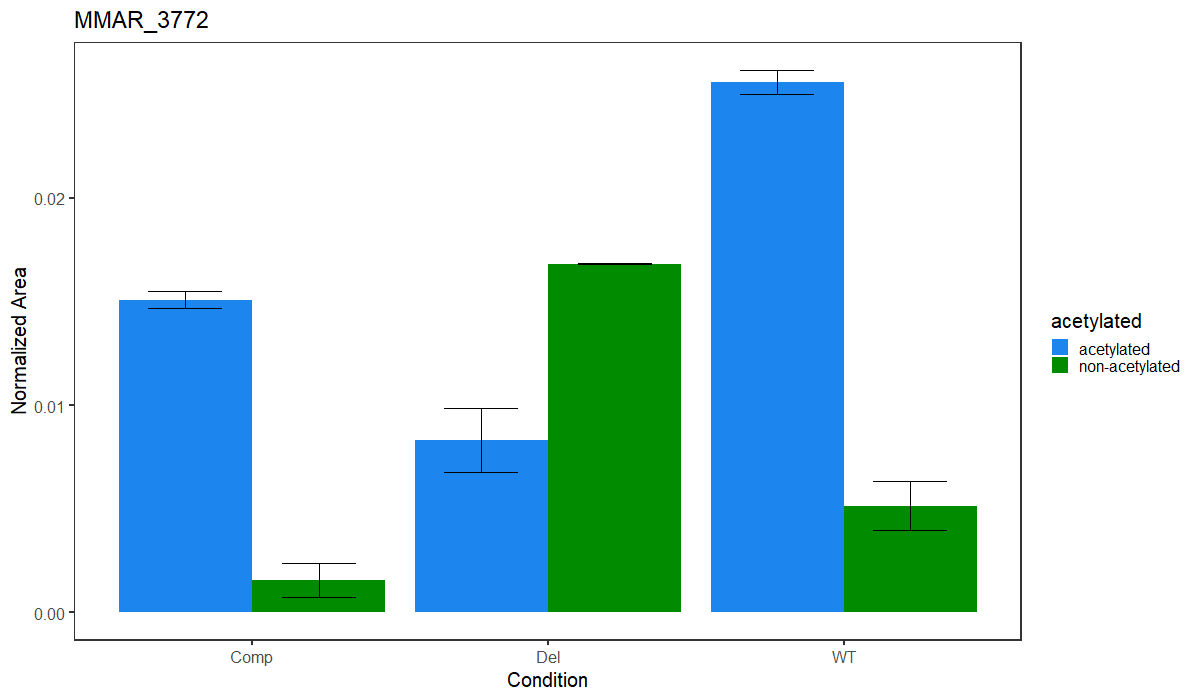 MMAR_3772
Normalized Area
0.02
0.01
0.00
Comp
Del
WT
Condition
acetylated
acetylated
non-acetylated